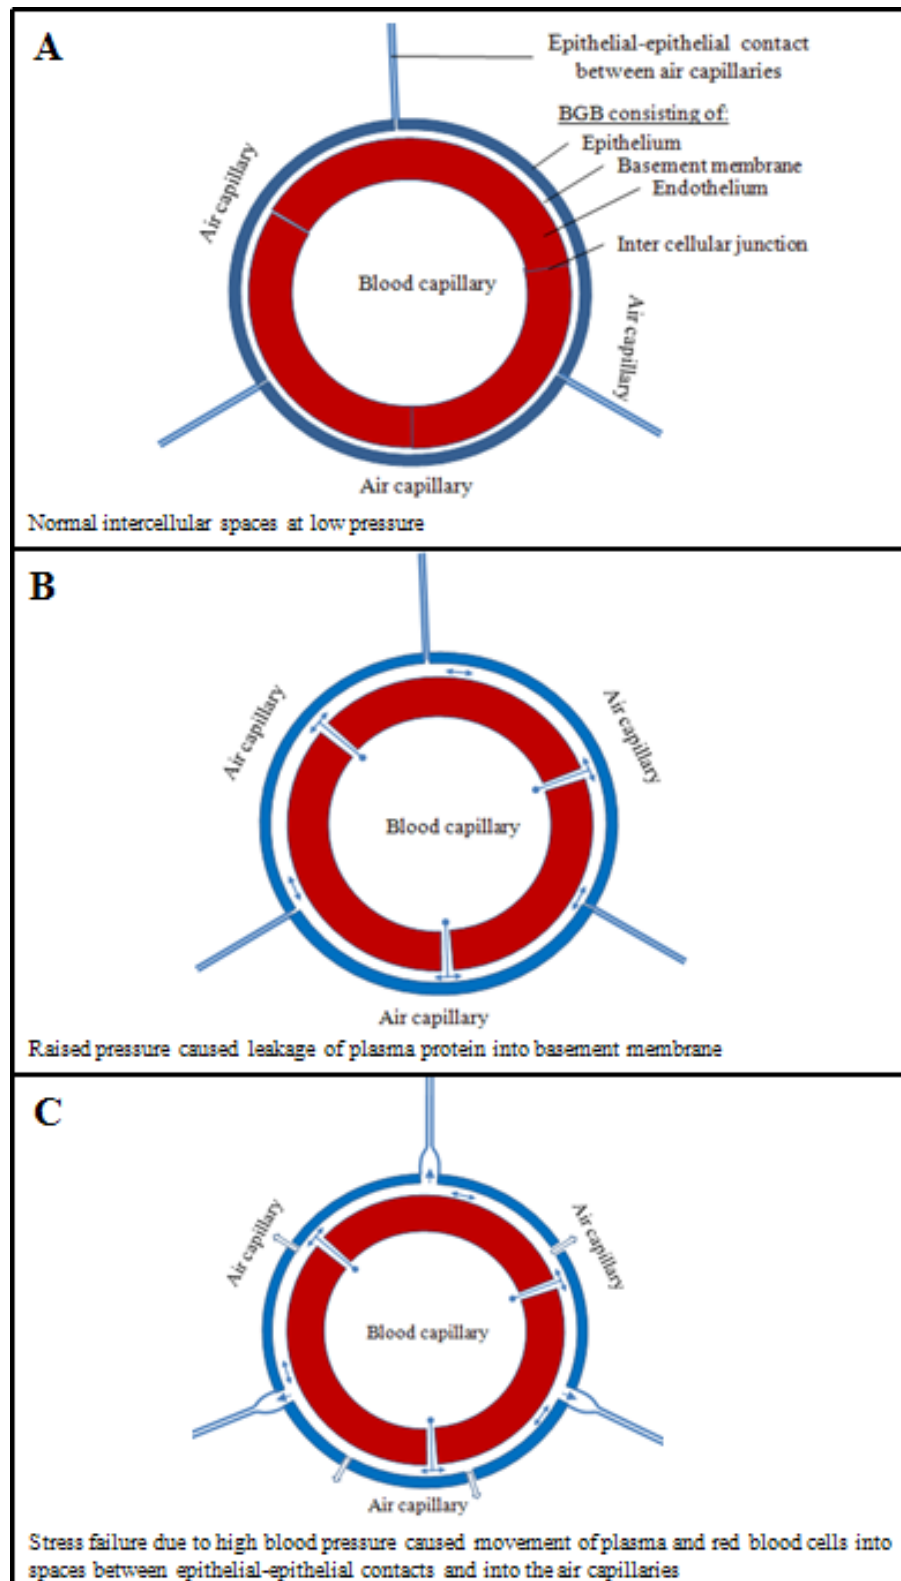 A
Epithelial-epithelial contact
between air capillaries
BGB consisting of:
Epithelium
Basement membrane
Endothelium
Inter cellular junction
Air capillary
Blood capillary
Air capillary
Air capillary
Normal intercellular spaces at low pressure
B
Air capillary
Air capillary
Blood capillary
Air capillary
Raised pressure caused leakage of plasma protein into basement membrane
C
Air capillary
Air capillary
Blood capillary
Air capillary
Stress failure due to high blood pressure caused movement of plasma and red blood cells into
spaces between epithelial-epithelial contacts and into the air capillaries